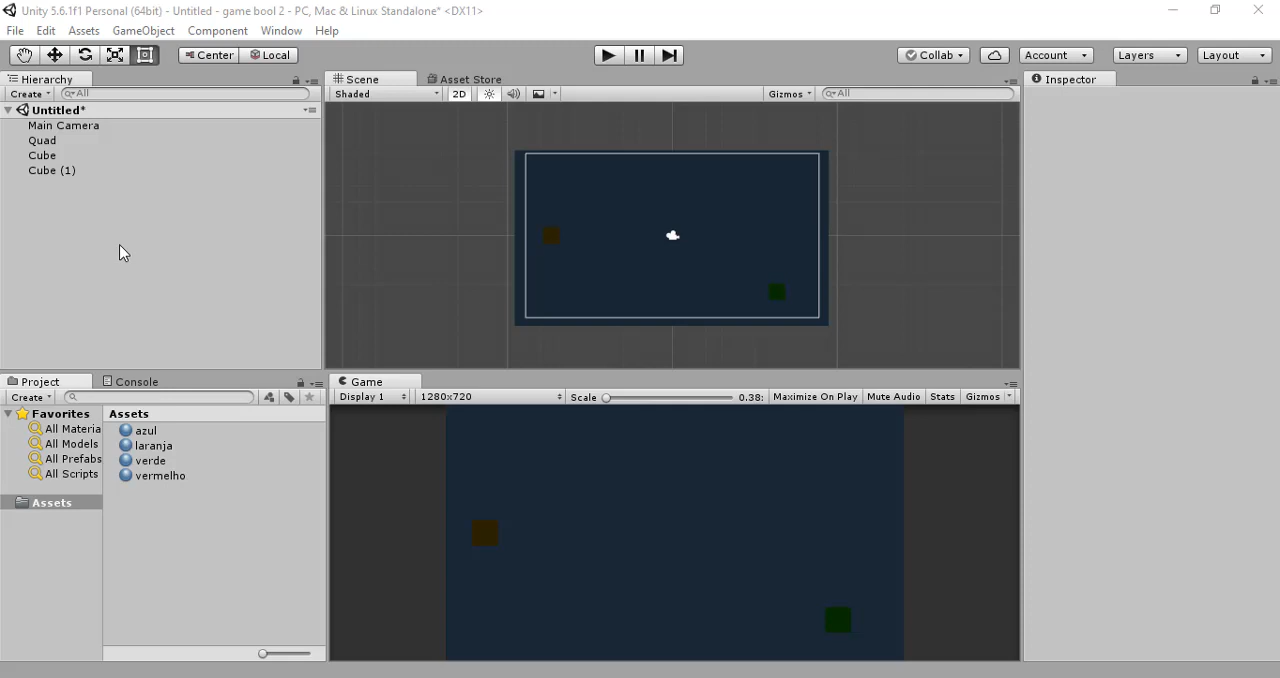 Unity 5.6.1f1 Personal (64bit) - Untitled - game bool 2 - PC, Mac & Linux Standalone* <DX11>
File Edit Assets GameObject Component Window Help
Center Local Collab Account Layers Layout
Hierarchy Scene Asset Store Inspector
Create All Shaded 2D Gizmos All
Untitled*
Main Camera
Quad
Cube
Cube (1)
Project Console Game
Create Display 1 1280x720 Scale 0.38: Maximize On Play Mute Audio Stats Gizmos
Favorites Assets
All Materia azul
All Models laranja
All Prefabs verde
All Scripts vermelho
Assets